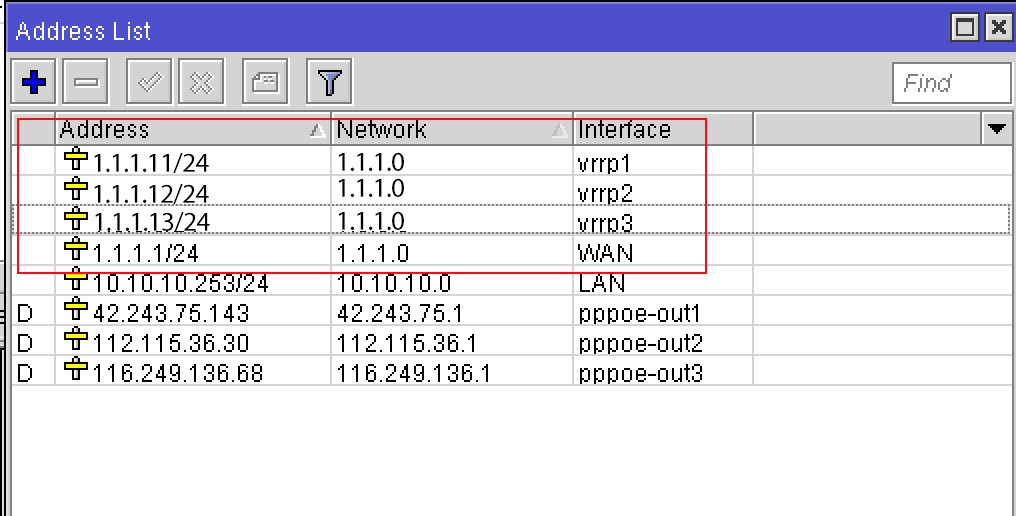 Address List
Find
Address Network Interface
1.1.1.11/24 1.1.1.0 vrrp1
1.1.1.12/24 1.1.1.0 vrrp2
1.1.1.13/24 1.1.1.0 vrrp3
1.1.1.1/24 1.1.1.0 WAN
10.10.10.253/24 10.10.10.0 LAN
D 42.243.75.143 42.243.75.1 pppoe-out1
D 112.115.36.30 112.115.36.1 pppoe-out2
D 116.249.136.68 116.249.136.1 pppoe-out3